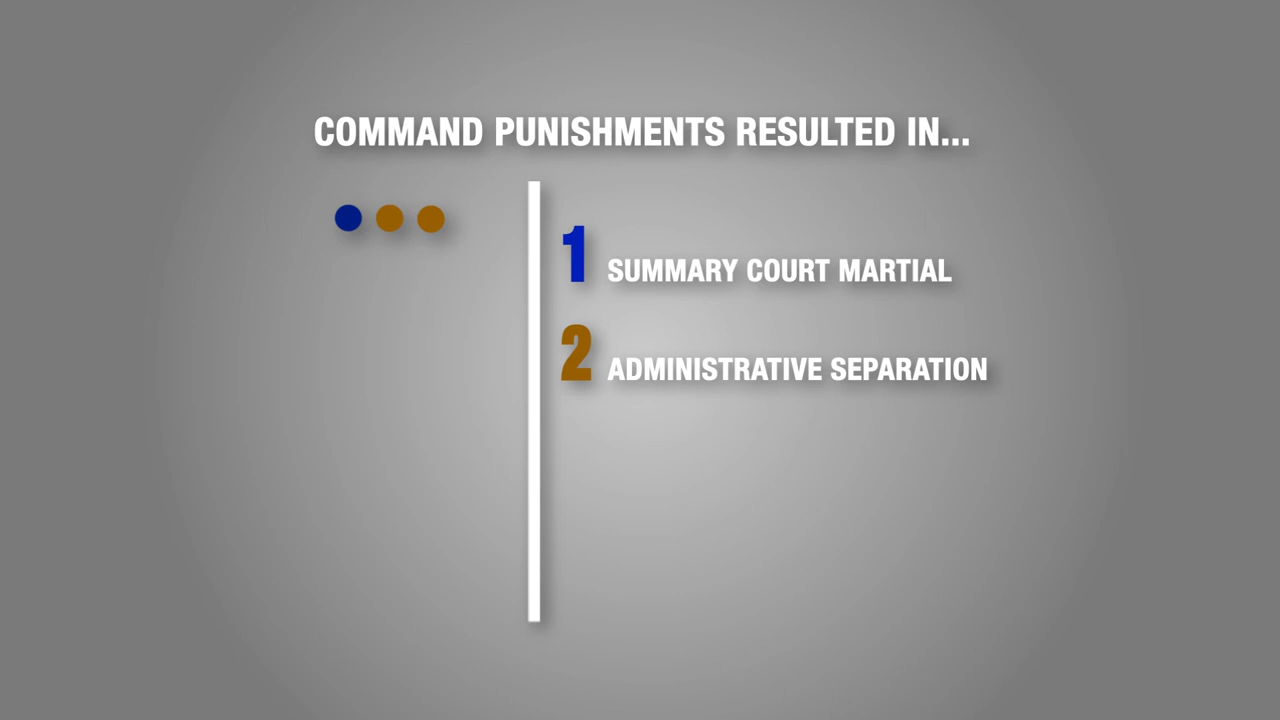 COMMAND PUNISHMENTS RESULTED IN...
1 SUMMARY COURT MARTIAL
2 ADMINISTRATIVE SEPARATION